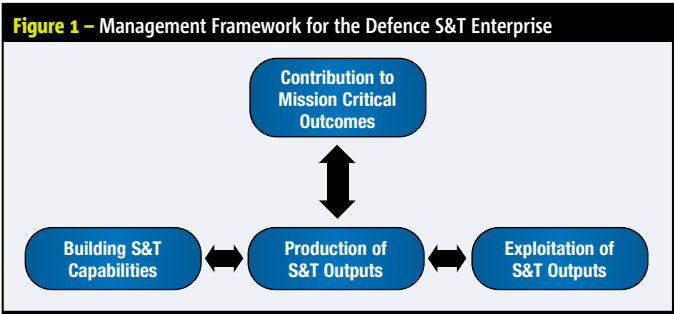 Figure 1 – Management Framework for the Defence S&T Enterprise
Contribution to
Mission Critical
Outcomes
Building S&T
Capabilities
Production of
S&T Outputs
Exploitation of
S&T Outputs